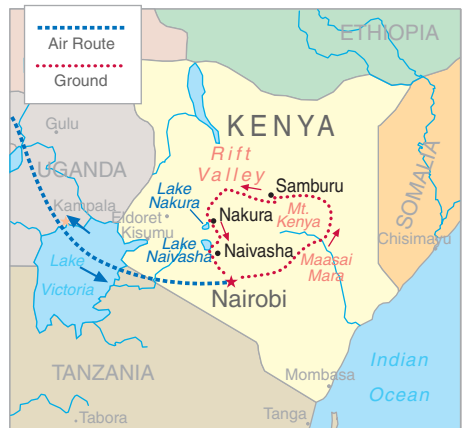 Air Route
Ground
ETHIOPIA
Gulu
KENYA
UGANDA
Rift
Valley
SOMALIA
Lake
Nakura
Samburu
Kampala
Eldoret
Kisumu
Nakura
Mt.
Kenya
Chisimayu
Lake
Naivasha
Naivasha
Maasai
Mara
Lake
Victoria
Nairobi
TANZANIA
Mombasa
Indian
Ocean
Tabora
Tanga